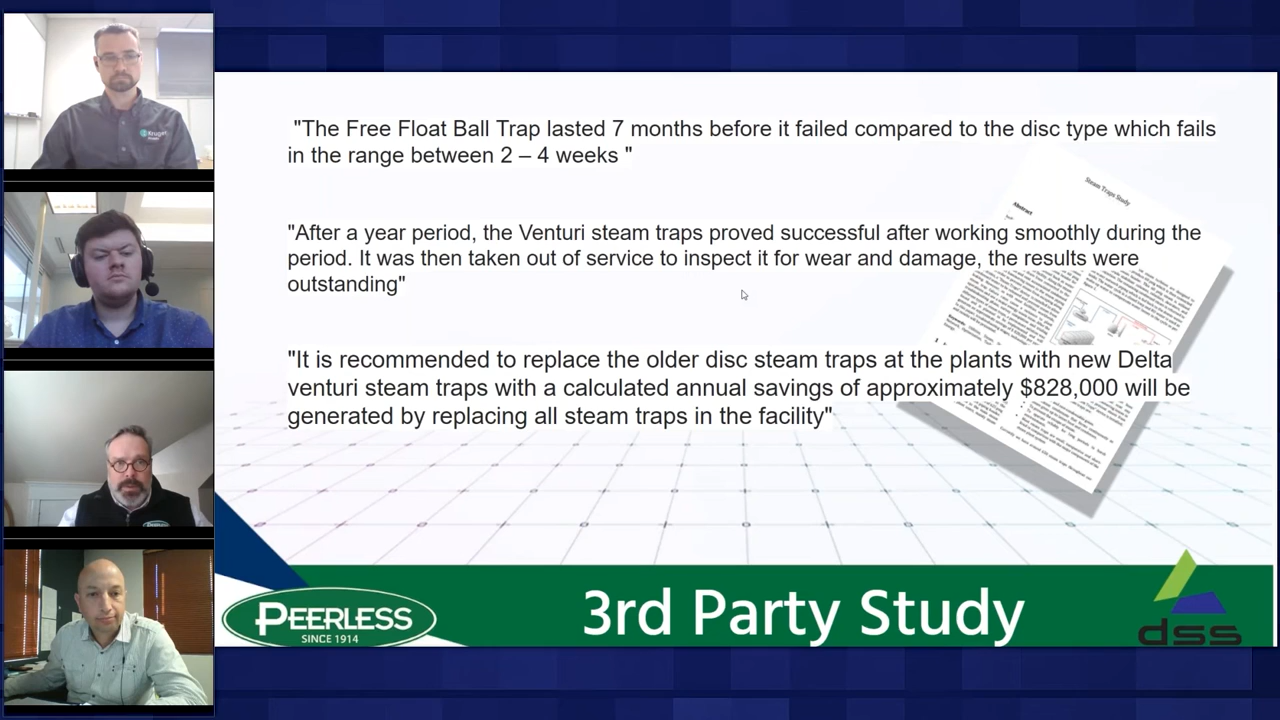 "The Free Float Ball Trap lasted 7 months before it failed compared to the disc type which fails
in the range between 2 – 4 weeks "
Steam Traps Study
Abstract
"After a year period, the Venturi steam traps proved successful after working smoothly during the
period. It was then taken out of service to inspect it for wear and damage, the results were
outstanding"
"It is recommended to replace the older disc steam traps at the plants with new Delta
venturi steam traps with a calculated annual savings of approximately $828,000 will be
generated by replacing all steam traps in the facility"
PEERLESS
SINCE 1914
3rd Party Study
dss
Kruger
PEERLESS